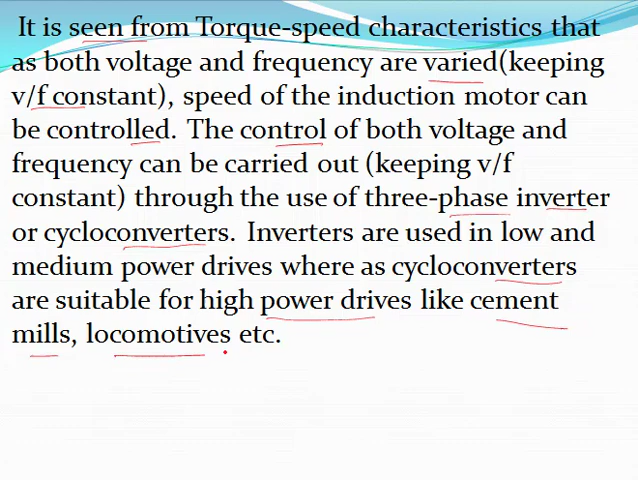 It is seen from Torque-speed characteristics that
as both voltage and frequency are varied(keeping
v/f constant), speed of the induction motor can
be controlled. The control of both voltage and
frequency can be carried out (keeping v/f
constant) through the use of three-phase inverter
or cycloconverters. Inverters are used in low and
medium power drives where as cycloconverters
are suitable for high power drives like cement
mills, locomotives etc.